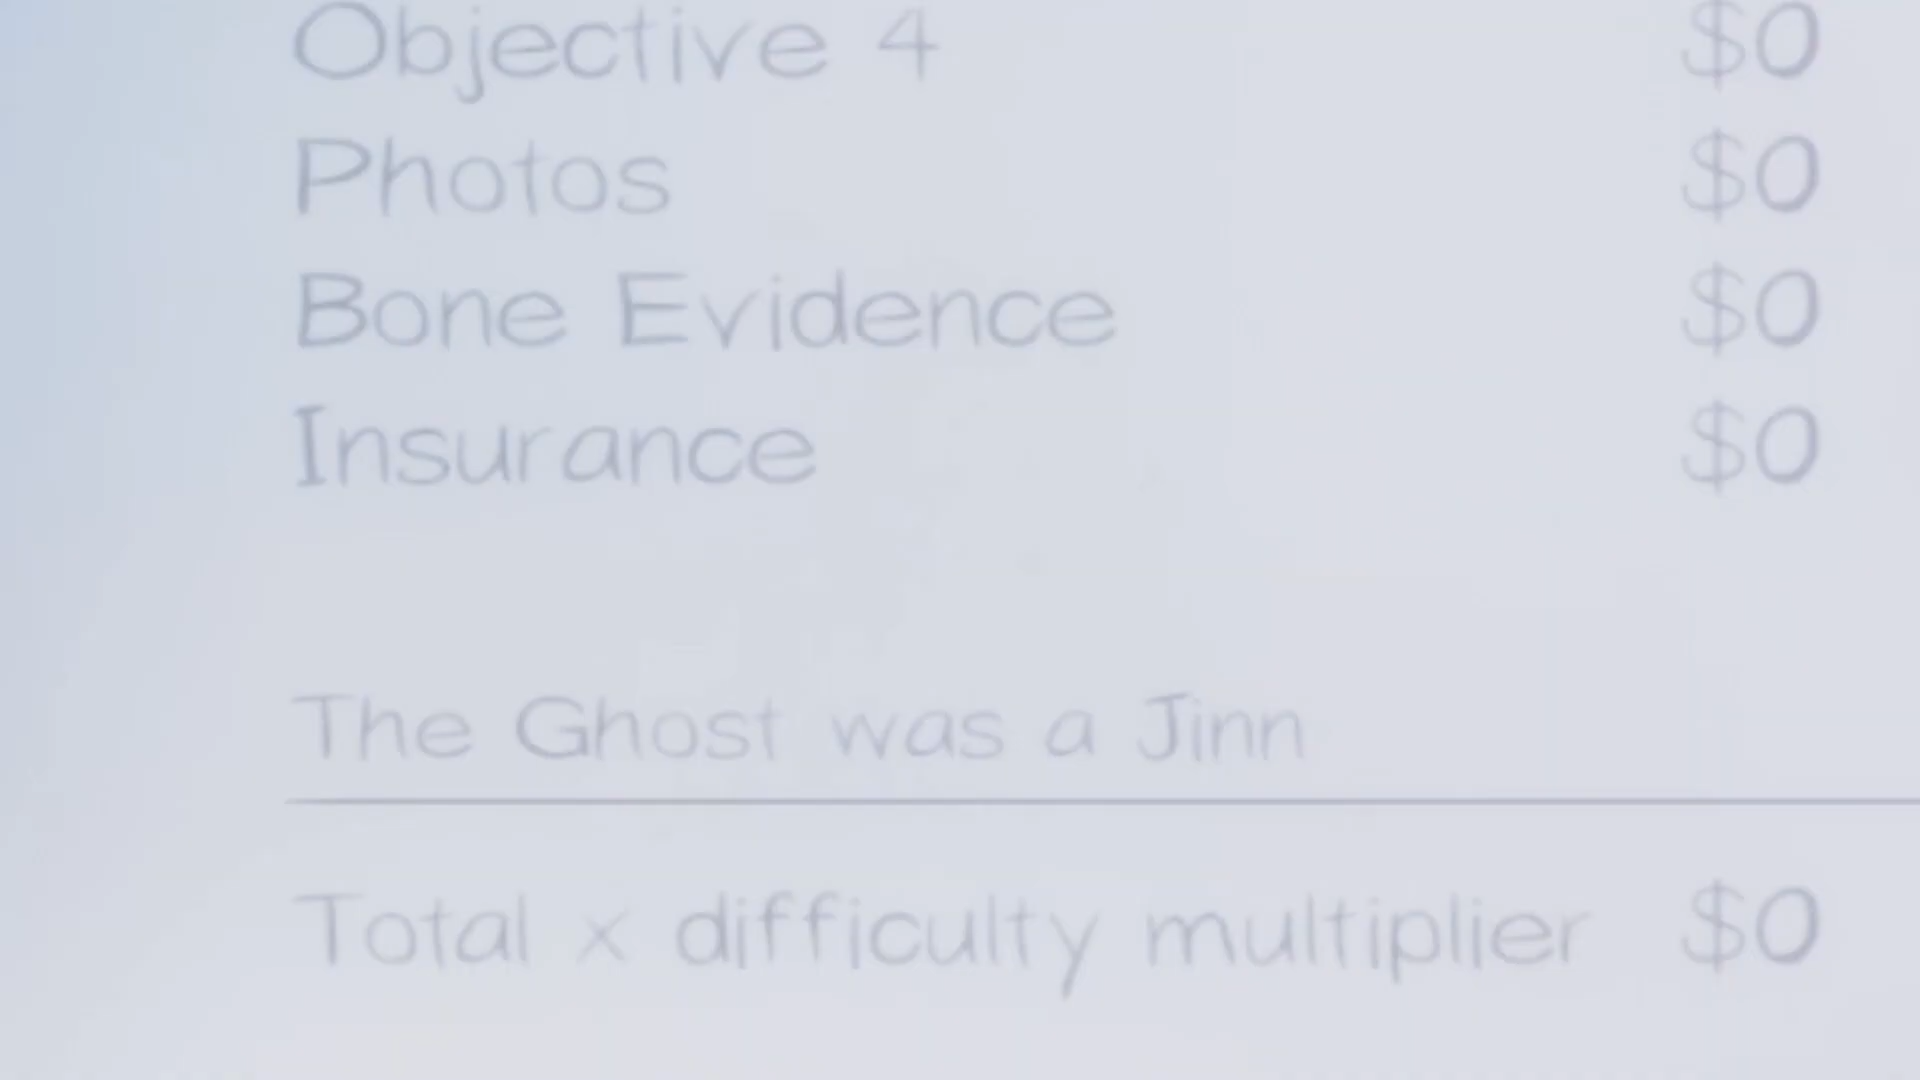 Objective 4 $0
Photos $0
Bone Evidence $0
Insurance $0
The Ghost was a Jinn
Total x difficulty multiplier $0